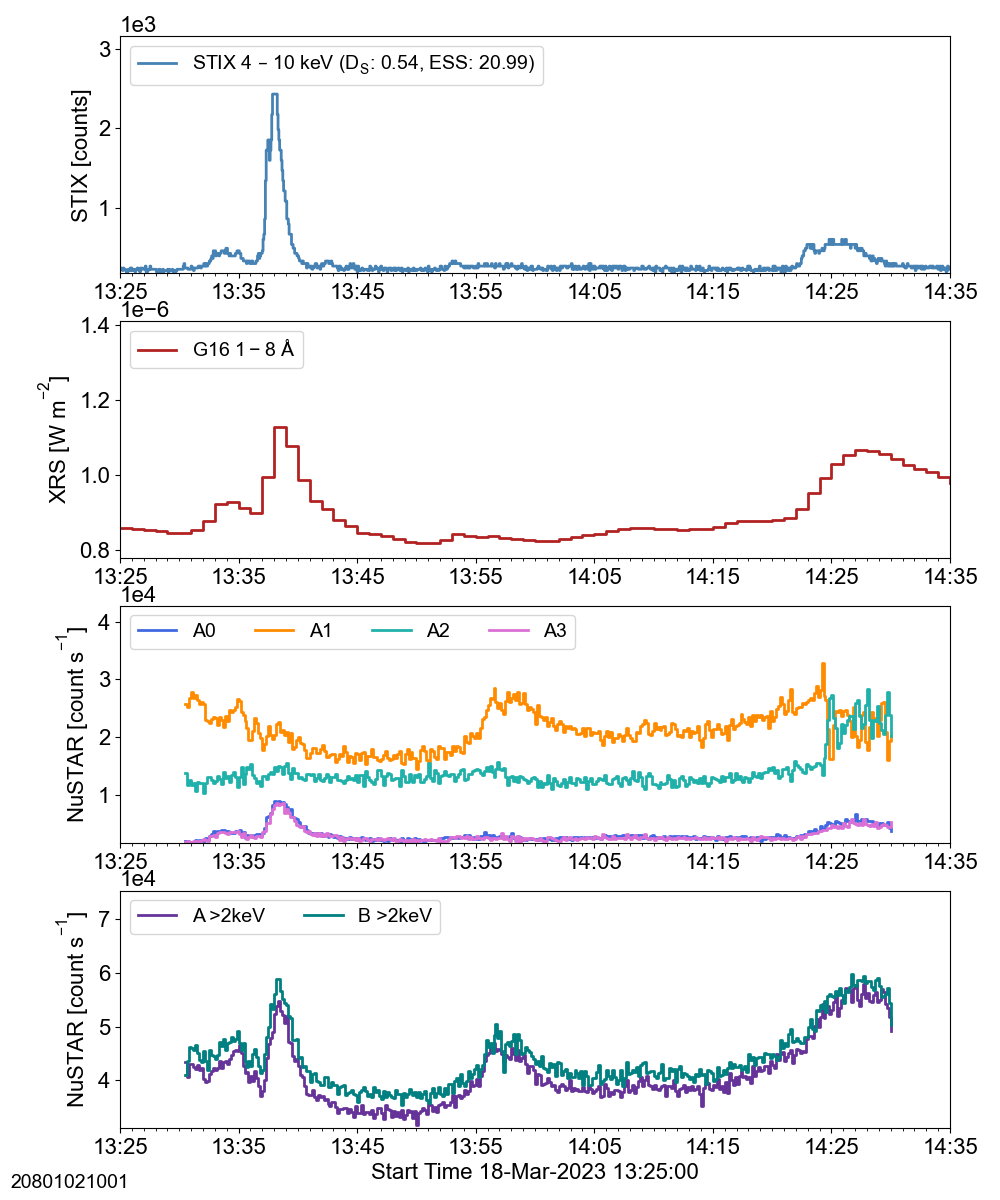 1e3
STIX 4 – 10 keV (D_S: 0.54, ESS: 20.99)
STIX [counts]
3
2
1
13:25 13:35 13:45 13:55 14:05 14:15 14:25 14:35
1e−6
G16 1 – 8 Å
XRS [W m⁻²]
1.4
1.2
1.0
0.8
13:25 13:35 13:45 13:55 14:05 14:15 14:25 14:35
1e4
A0 A1 A2 A3
NuSTAR [count s⁻¹]
4
3
2
1
13:25 13:35 13:45 13:55 14:05 14:15 14:25 14:35
1e4
A >2keV B >2keV
NuSTAR [count s⁻¹]
7
6
5
4
13:25 13:35 13:45 13:55 14:05 14:15 14:25 14:35
Start Time 18-Mar-2023 13:25:00
20801021001